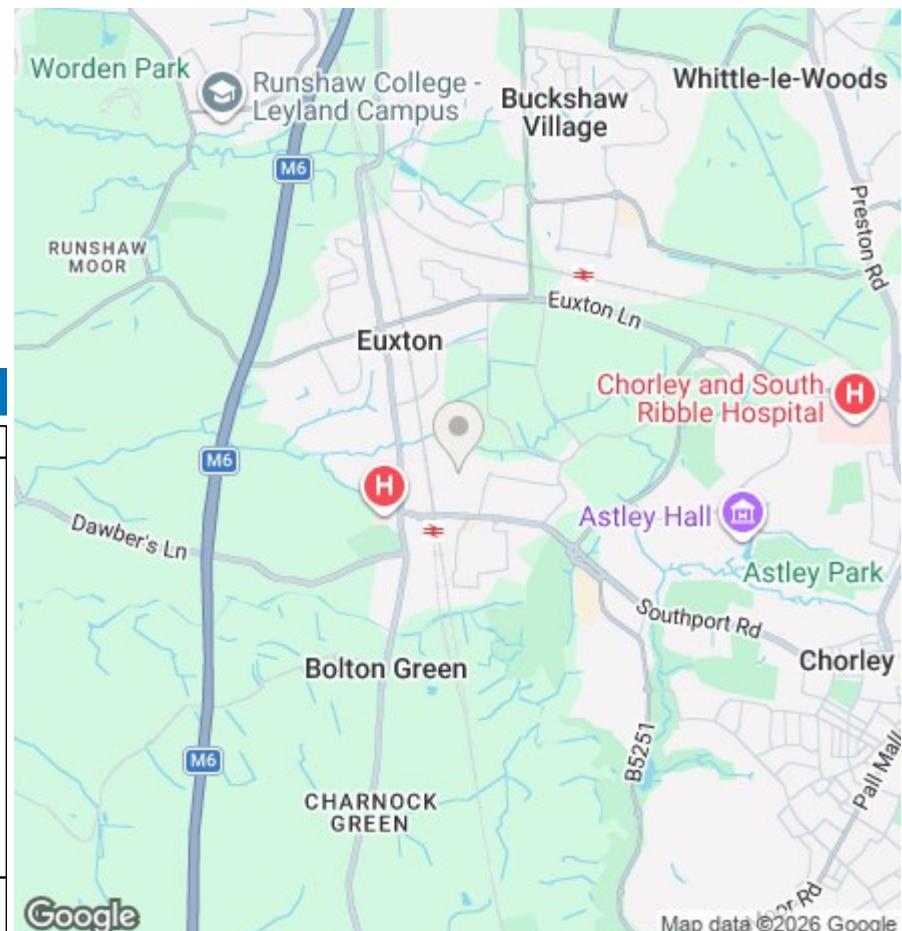 Worden Park
Runshaw College -
Leyland Campus
Whittle-le-Woods
Buckshaw
Village
M6
Preston Rd
RUNSHAW
MOOR
Euxton Ln
Euxton
Chorley and South
Ribble Hospital
H
M6
H
Astley Hall
Dawber's Ln
Astley Park
Southport Rd
Chorley
Bolton Green
B5251
M6
Pall Mall
CHARNOCK
GREEN
Google
Map data ©2026 Google